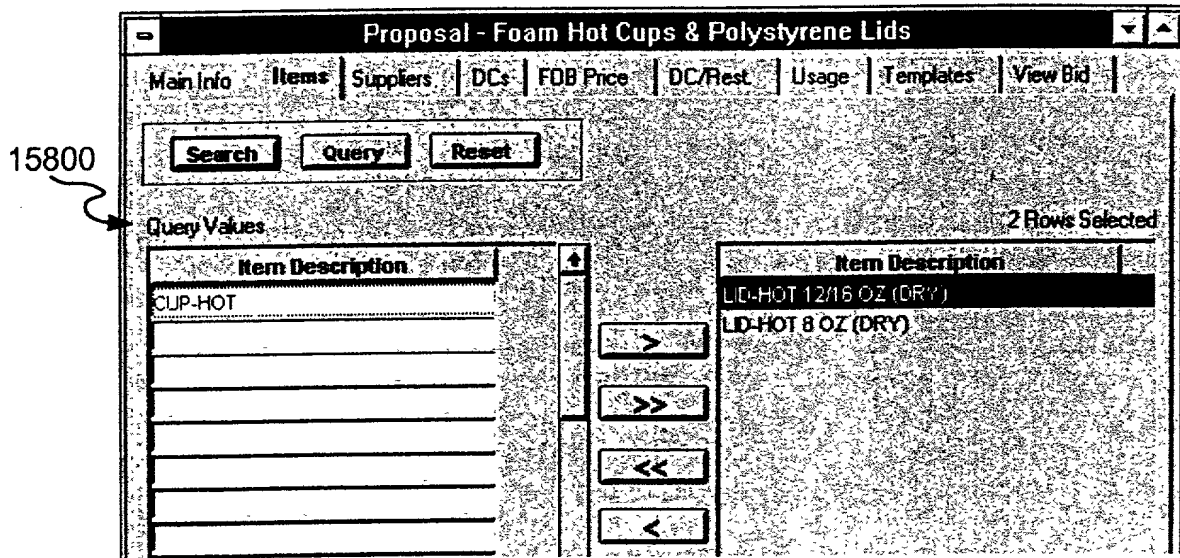 Proposal - Foam Hot Cups & Polystyrene Lids
Main Info Items Suppliers DCs FOB Price DC/Rest. Usage Templates View Bid
Search Query Reset
15800
Query Values 2 Rows Selected
Item Description Item Description
CUP-HOT LID-HOT 12/16 OZ (DRY)
LID-HOT 8 OZ (DRY)
>
>>
<<
<